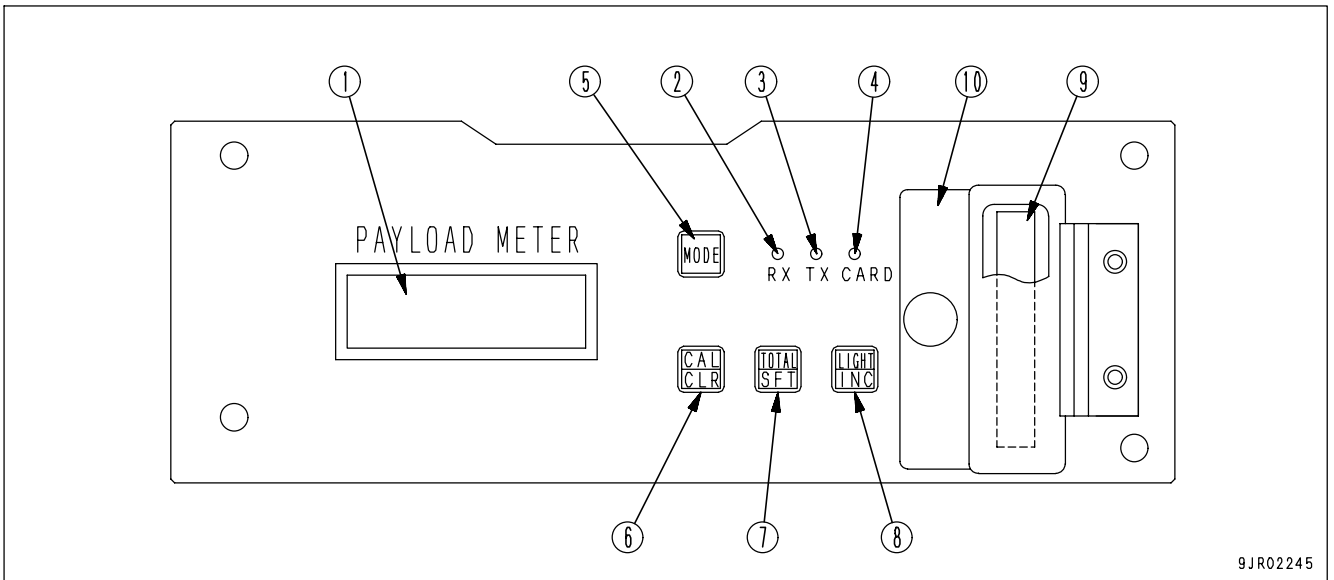 1 5 2 3 4 10 9
PAYLOAD METER
MODE
RX TX CARD
CAL
CLR
TOTAL
SFT
LIGHT
INC
6 7 8
9JR02245